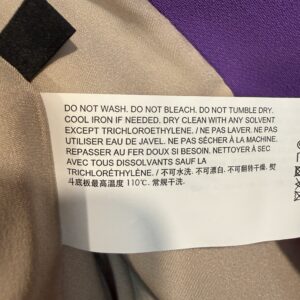 DO NOT WASH. DO NOT BLEACH. DO NOT TUMBLE DRY.
COOL IRON IF NEEDED. DRY CLEAN WITH ANY SOLVENT
EXCEPT TRICHLOROETHYLENE. / NE PAS LAVER. NE PAS
UTILISER EAU DE JAVEL. NE PAS SÉCHER À LA MACHINE.
REPASSER AU FER DOUX SI BESOIN. NETTOYER À SEC
AVEC TOUS DISSOLVANTS SAUF LA
TRICHLORÉTHYLÈNE. / 不可水洗. 不可漂白. 不可翻转干燥. 熨
斗底板最高温度 110℃. 常规干洗.